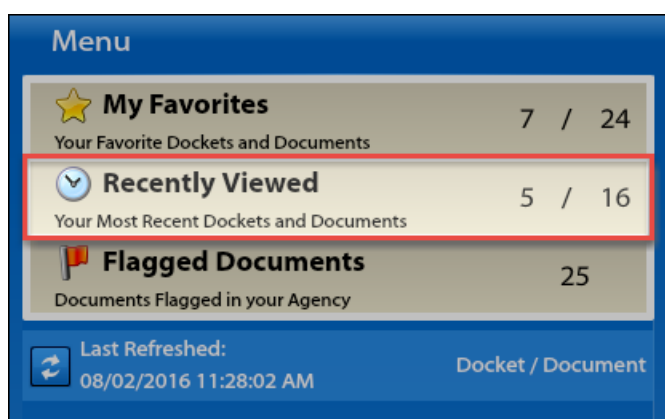 Menu
My Favorites 7 / 24
Your Favorite Dockets and Documents
Recently Viewed 5 / 16
Your Most Recent Dockets and Documents
Flagged Documents 25
Documents Flagged in your Agency
Last Refreshed:
08/02/2016 11:28:02 AM Docket / Document